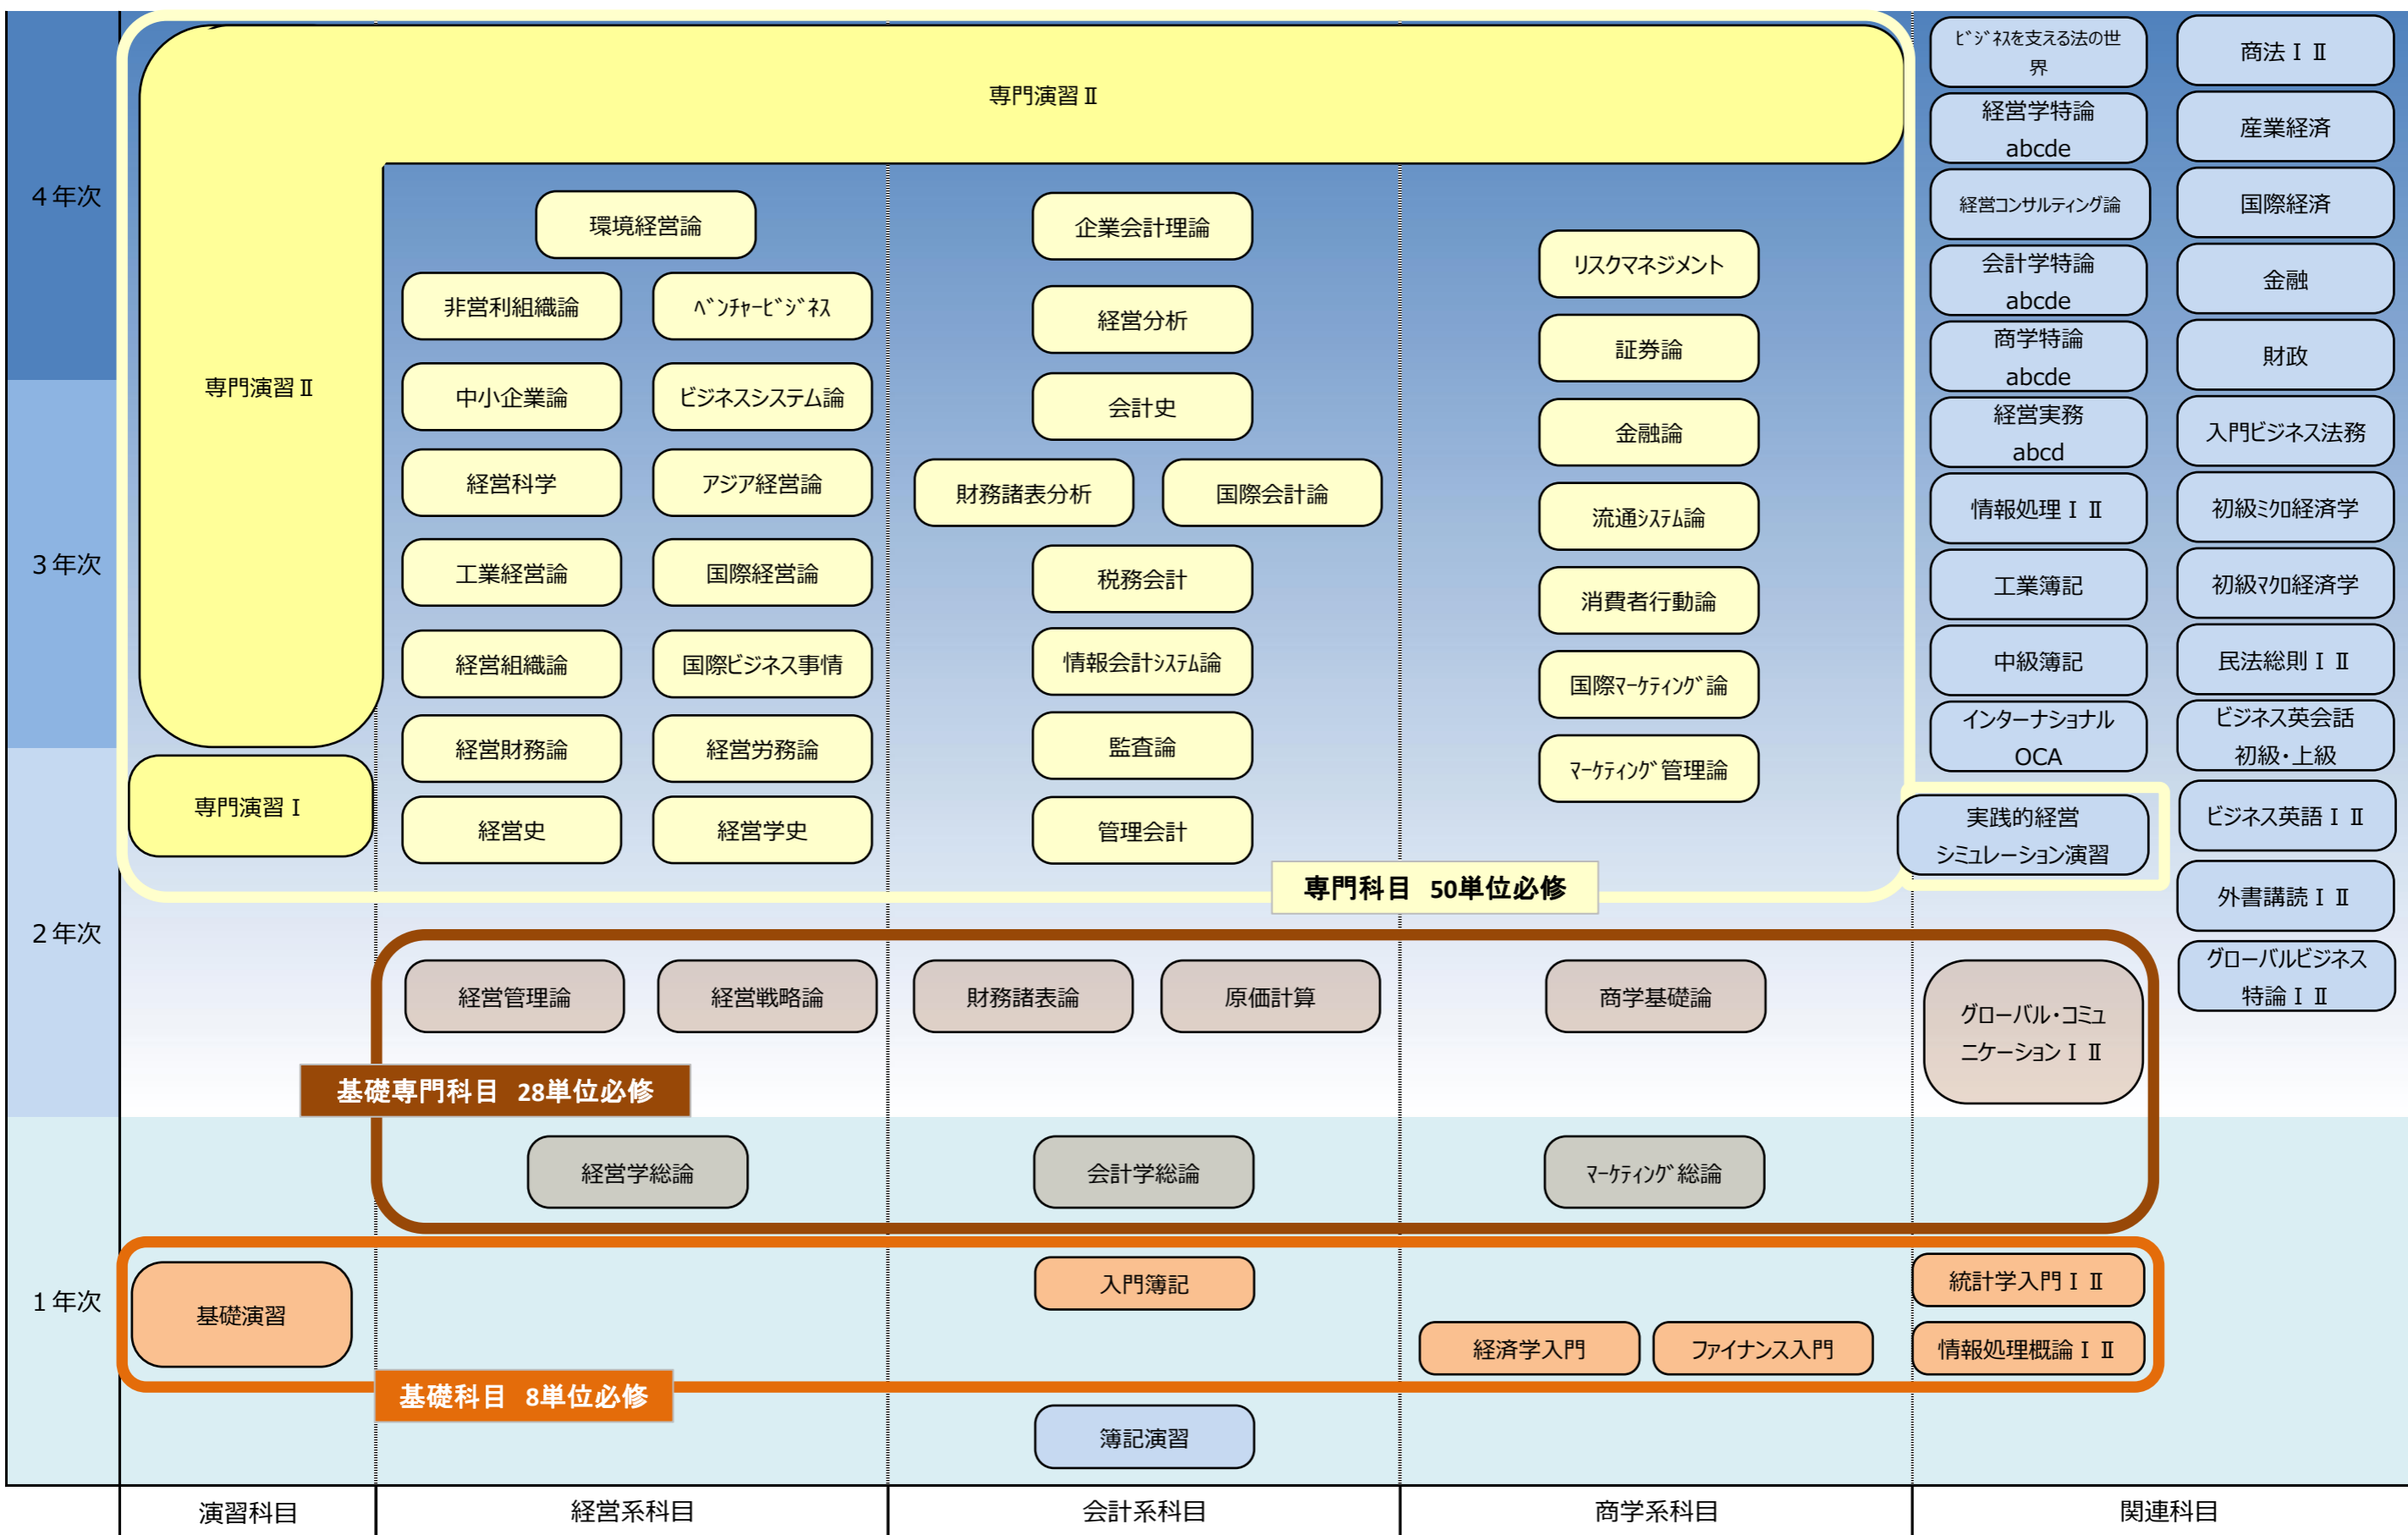 専門演習Ⅱ
ビジネスを支える法の世
界
商法Ⅰ Ⅱ
経営学特論
abcde
産業経済
4年次
環境経営論
企業会計理論
経営コンサルティング論
国際経済
リスクマネジメント
会計学特論
abcde
金融
非営利組織論
ベンチャービジネス
経営分析
証券論
商学特論
abcde
財政
専門演習Ⅱ
中小企業論
ビジネスシステム論
会計史
金融論
経営実務
abcd
入門ビジネス法務
経営科学
アジア経営論
財務諸表分析
国際会計論
流通システム論
情報処理Ⅰ Ⅱ
初級ミクロ経済学
3年次
工業経営論
国際経営論
税務会計
消費者行動論
工業簿記
初級マクロ経済学
経営組織論
国際ビジネス事情
情報会計システム論
国際マーケティング論
中級簿記
民法総則Ⅰ Ⅱ
経営財務論
経営労務論
監査論
マーケティング管理論
インターナショナル
OCA
ビジネス英会話
初級・上級
専門演習Ⅰ
経営史
経営学史
管理会計
実践的経営
シミュレーション演習
ビジネス英語Ⅰ Ⅱ
専門科目 50単位必修
外書講読Ⅰ Ⅱ
2年次
経営管理論
経営戦略論
財務諸表論
原価計算
商学基礎論
グローバル・コミュ
ニケーションⅠ Ⅱ
グローバルビジネス
特論Ⅰ Ⅱ
基礎専門科目 28単位必修
経営学総論
会計学総論
マーケティング総論
1年次
基礎演習
入門簿記
統計学入門Ⅰ Ⅱ
経済学入門
ファイナンス入門
情報処理概論Ⅰ Ⅱ
基礎科目 8単位必修
簿記演習
演習科目
経営系科目
会計系科目
商学系科目
関連科目